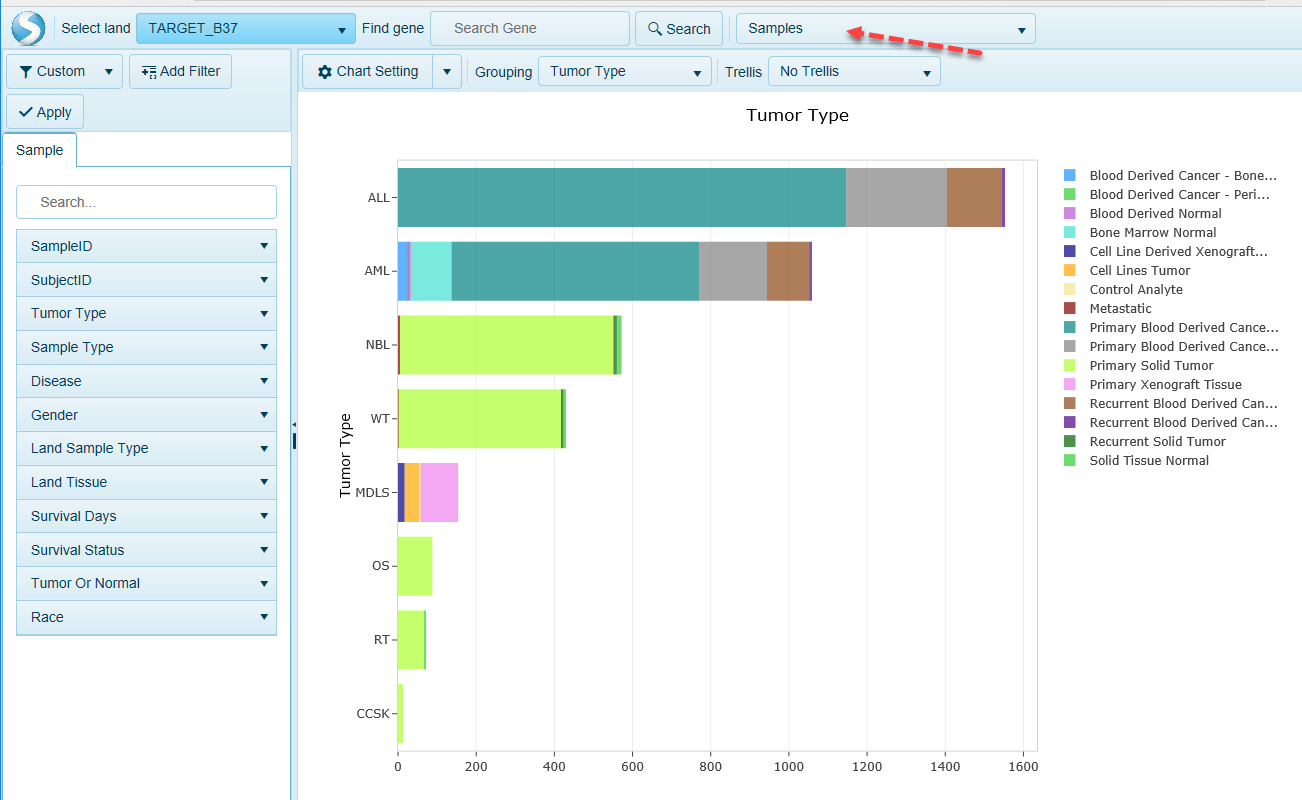 Select land TARGET_B37 Find gene Search Gene Search Samples
Custom Add Filter Chart Setting Grouping Tumor Type Trellis No Trellis
Apply
Sample
Search...
SampleID
SubjectID
Tumor Type
Sample Type
Disease
Gender
Land Sample Type
Land Tissue
Survival Days
Survival Status
Tumor Or Normal
Race
Tumor Type
Tumor Type
ALL
AML
NBL
WT
MDLS
OS
RT
CCSK
0 200 400 600 800 1000 1200 1400 1600
Blood Derived Cancer - Bone...
Blood Derived Cancer - Peri...
Blood Derived Normal
Bone Marrow Normal
Cell Line Derived Xenograft...
Cell Lines Tumor
Control Analyte
Metastatic
Primary Blood Derived Cance...
Primary Blood Derived Cance...
Primary Solid Tumor
Primary Xenograft Tissue
Recurrent Blood Derived Can...
Recurrent Blood Derived Can...
Recurrent Solid Tumor
Solid Tissue Normal